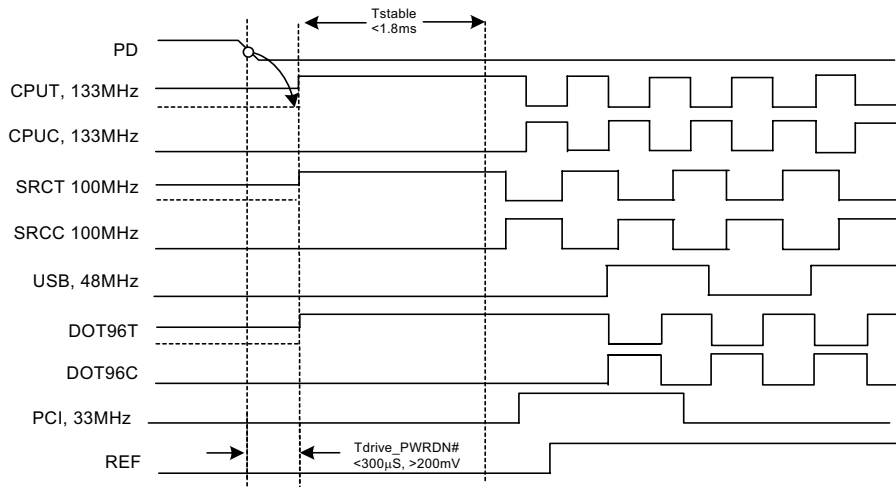 Tstable
<1.8ms
PD
CPUT, 133MHz
CPUC, 133MHz
SRCT 100MHz
SRCC 100MHz
USB, 48MHz
DOT96T
DOT96C
PCI, 33MHz
REF
Tdrive_PWRDN#
<300µS, >200mV